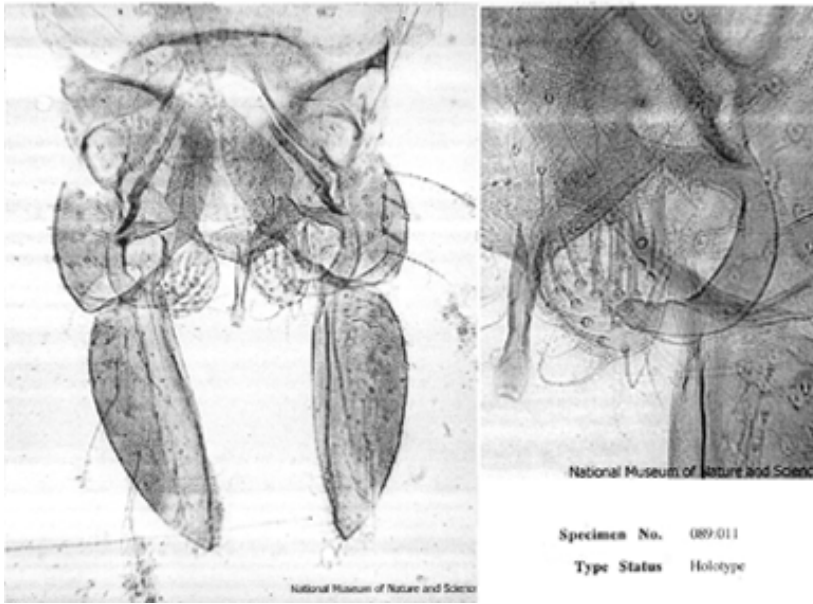 National Museum of Nature and Science
National Museum of Nature and Scienc
Specimen No. 089:011
Type Status Holotype